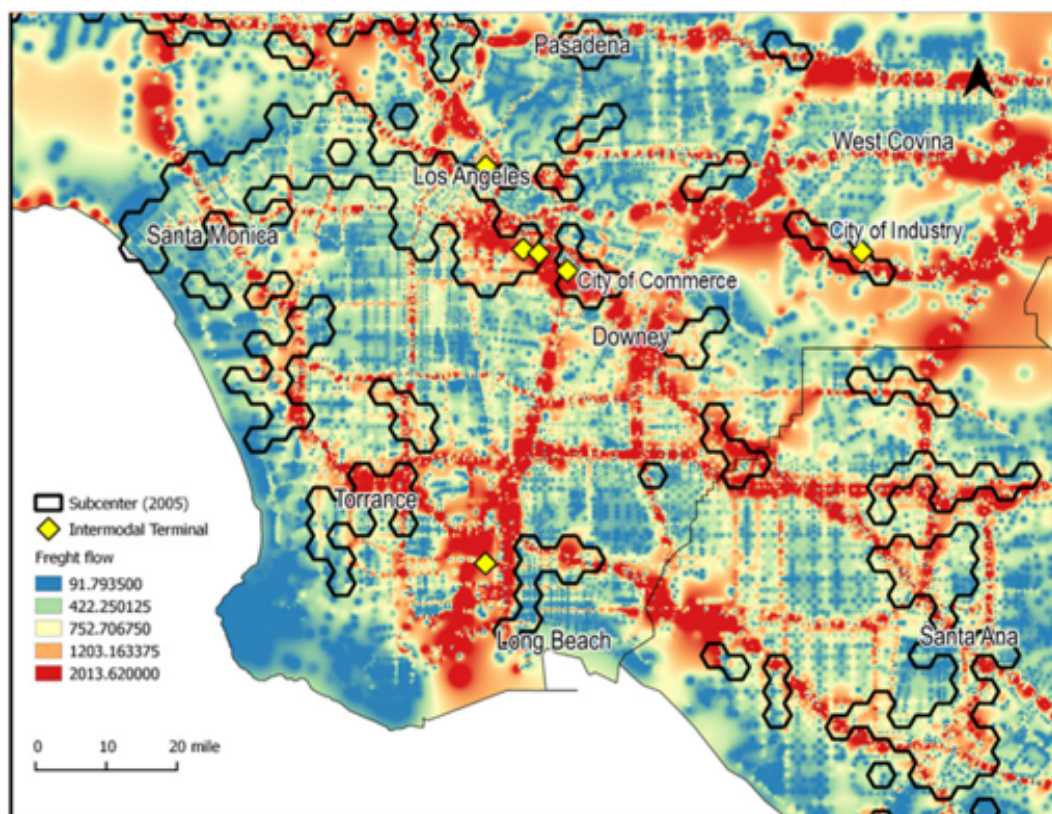 Pasadena
West Covina
Los Angeles
Santa Monica
City of Industry
City of Commerce
Downey
Torrance
Long Beach
Santa Ana
Subcenter (2005)
Intermodal Terminal
Freght flow
91.793500
422.250125
752.706750
1203.163375
2013.620000
0 10 20 mile